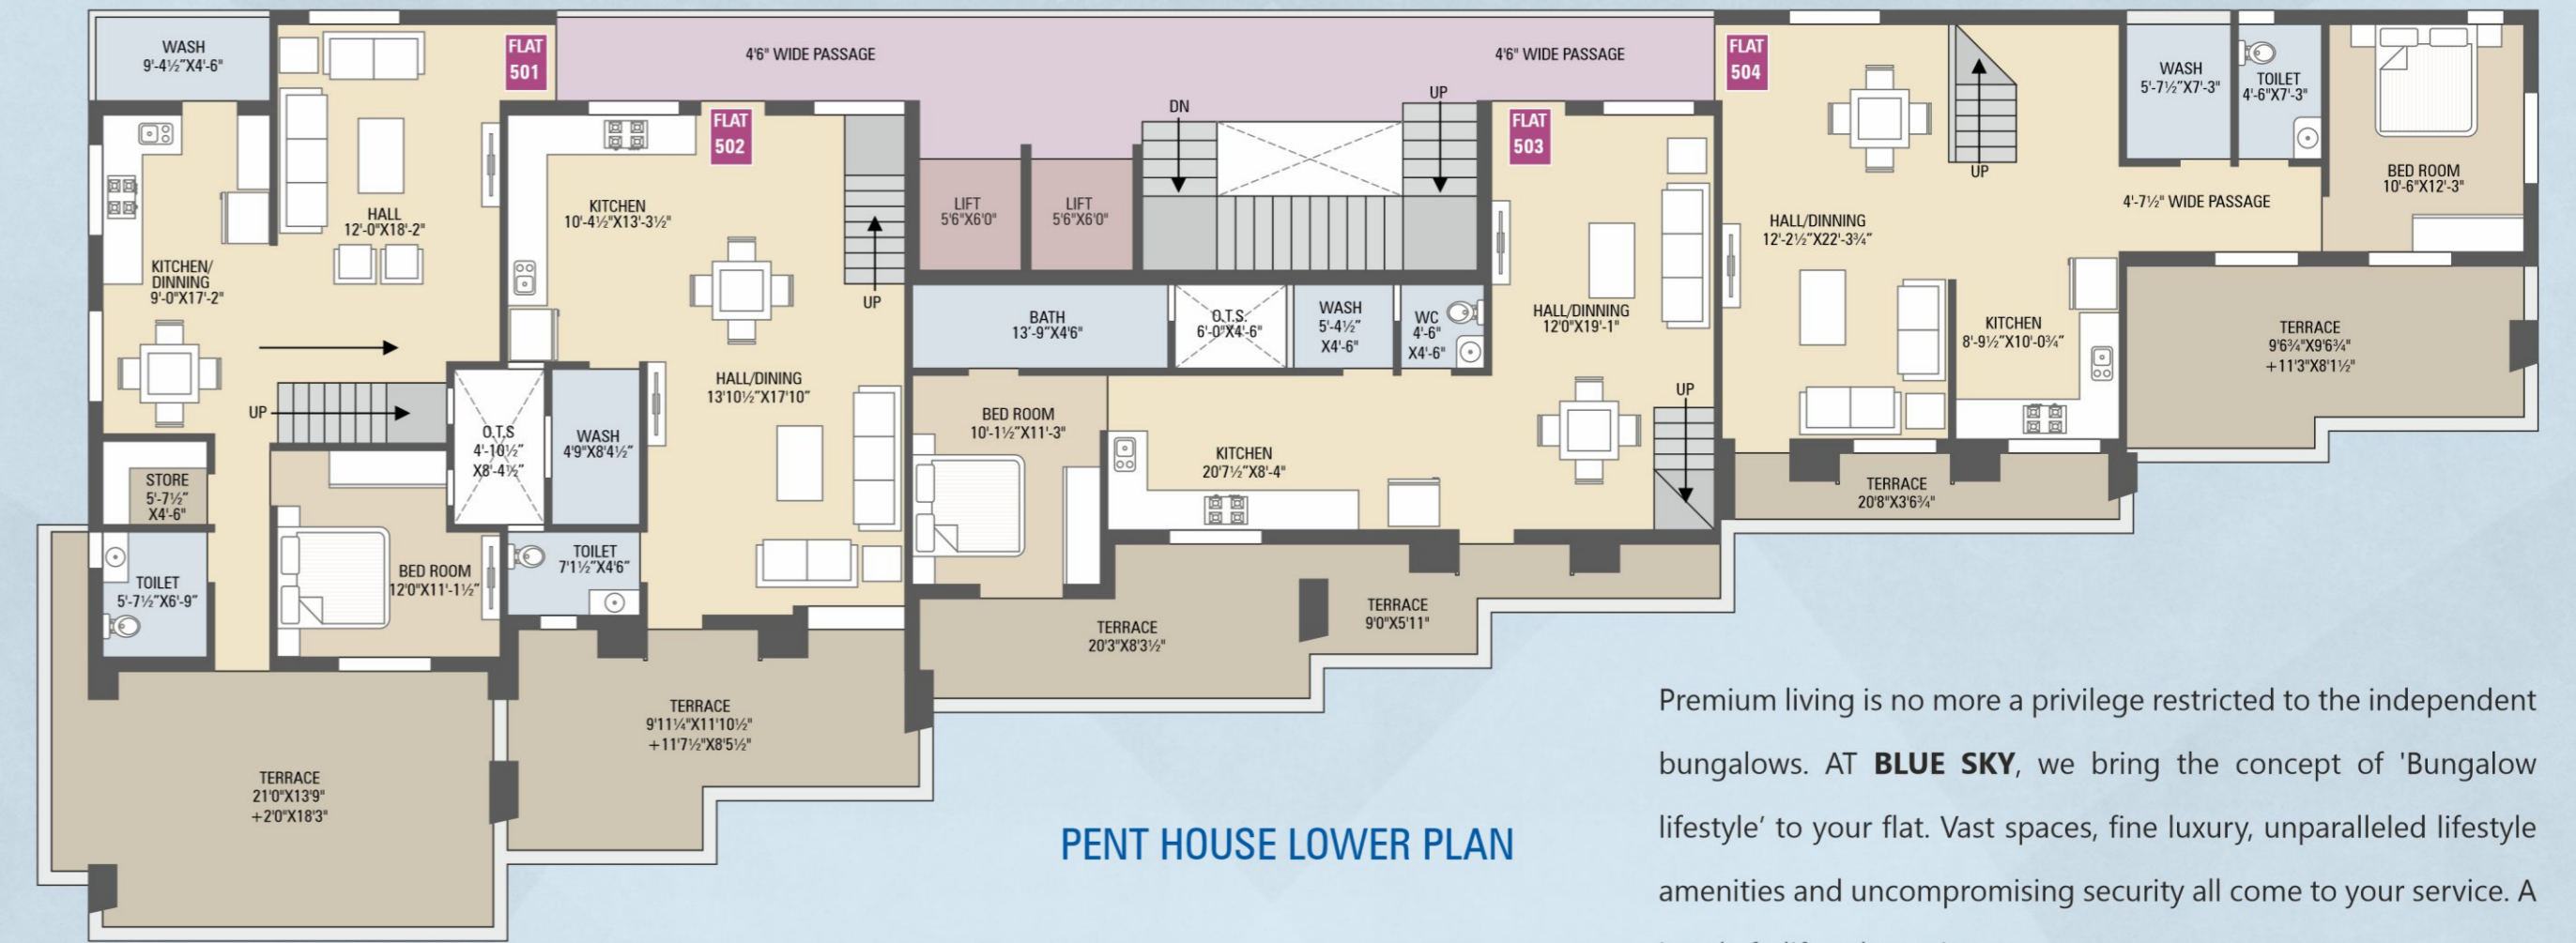 WASH
9'-4½"X4'-6"
FLAT
501
4'6" WIDE PASSAGE
4'6" WIDE PASSAGE
HALL
12'-0"X18'-2"
KITCHEN/
DINNING
9'-0"X17'-2"
UP
STORE
5'-7½"
X4'-6"
TOILET
5'-7½"X6'-9"
BED ROOM
12'0"X11'-1½"
TERRACE
21'0"X13'9"
+2'0"X18'3"
FLAT
502
KITCHEN
10'-4½"X13'-3½"
UP
O.T.S
4'-10½"
X8'-4½"
WASH
4'9"X8'4½"
HALL/DINING
13'10½"X17'10"
TOILET
7'1½"X4'6"
TERRACE
9'11¼"X11'10½"
+11'7½"X8'5½"
LIFT
5'6"X6'0"
LIFT
5'6"X6'0"
DN
UP
FLAT
503
BATH
13'-9"X4'6"
O.T.S.
6'-0"X4'-6"
WASH
5'-4½"
X4'-6"
WC
4'-6"
X4'-6"
HALL/DINNING
12'0"X19'-1"
BED ROOM
10'-1½"X11'-3"
KITCHEN
20'7½"X8'-4"
UP
TERRACE
20'3"X8'3½"
TERRACE
9'0"X5'11"
FLAT
504
UP
WASH
5'-7½"X7'-3"
TOILET
4'-6"X7'-3"
BED ROOM
10'-6"X12'-3"
4'-7½" WIDE PASSAGE
HALL/DINNING
12'-2½"X22'-3¾"
KITCHEN
8'-9½"X10'-0¾"
TERRACE
9'6¾"X9'6¾"
+11'3"X8'1½"
TERRACE
20'8"X3'6¾"
PENT HOUSE LOWER PLAN
Premium living is no more a privilege restricted to the independent
bungalows. AT BLUE SKY, we bring the concept of 'Bungalow
lifestyle’ to your flat. Vast spaces, fine luxury, unparalleled lifestyle
amenities and uncompromising security all come to your service. A